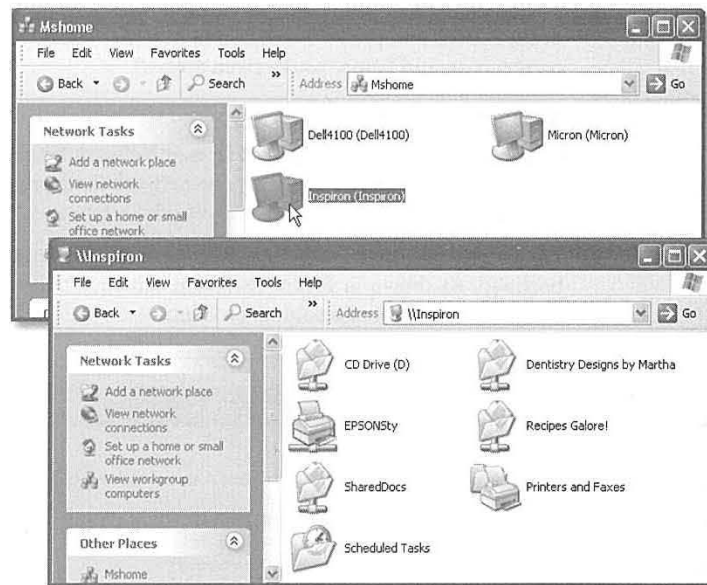 Mshome
File Edit View Favorites Tools Help
Back Search » Address Mshome Go
Network Tasks
Add a network place
View network
connections
Set up a home or small
office network
Dell4100 (Dell4100)
Micron (Micron)
Inspiron (Inspiron)
\\Inspiron
File Edit View Favorites Tools Help
Back Search » Address \\Inspiron Go
Network Tasks
Add a network place
View network
connections
Set up a home or small
office network
View workgroup
computers
Other Places
Mshome
CD Drive (D)
Dentistry Designs by Martha
EPSONSty
Recipes Galore!
SharedDocs
Printers and Faxes
Scheduled Tasks